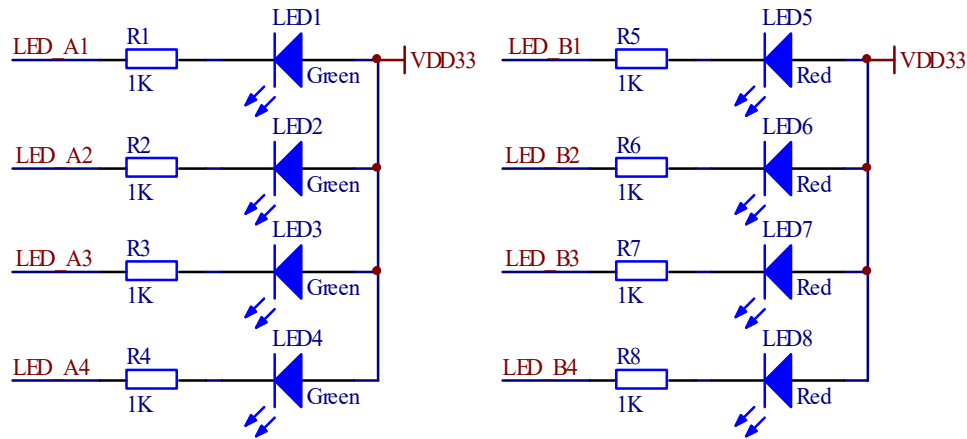 LED_A1 R1 1K LED1 Green VDD33
LED_A2 R2 1K LED2 Green
LED_A3 R3 1K LED3 Green
LED_A4 R4 1K LED4 Green
LED_B1 R5 1K LED5 Red VDD33
LED_B2 R6 1K LED6 Red
LED_B3 R7 1K LED7 Red
LED_B4 R8 1K LED8 Red